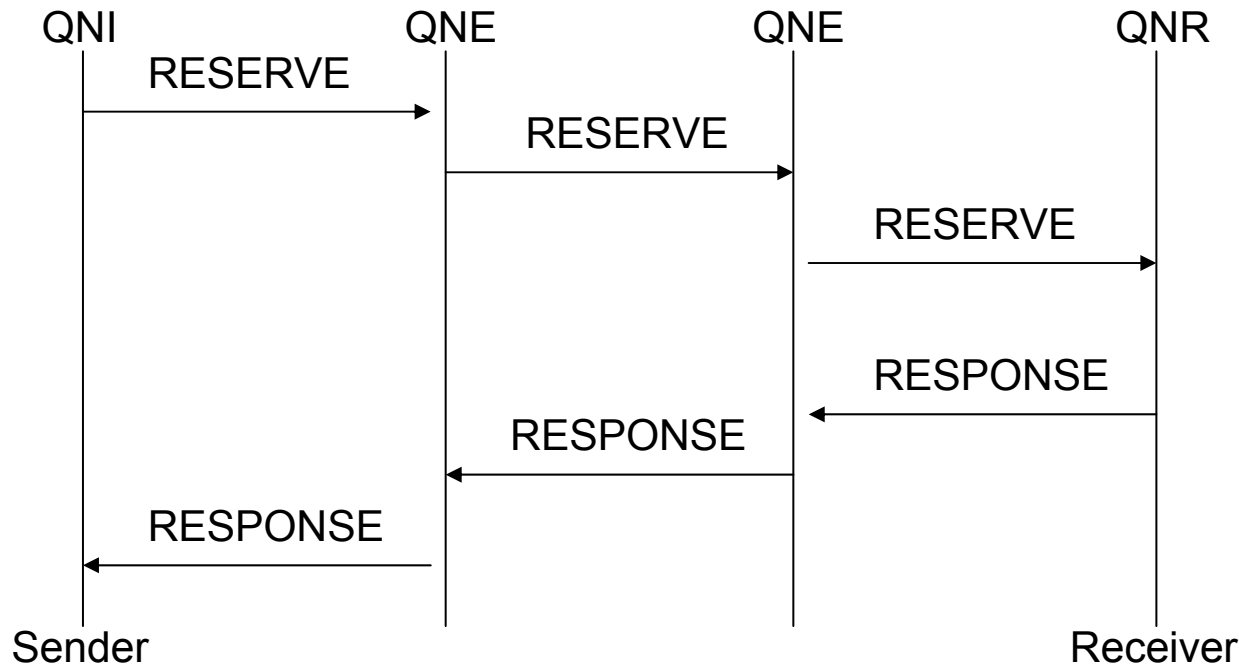 QNI QNE QNE QNR
RESERVE
RESERVE
RESERVE
RESPONSE
RESPONSE
RESPONSE
Sender Receiver